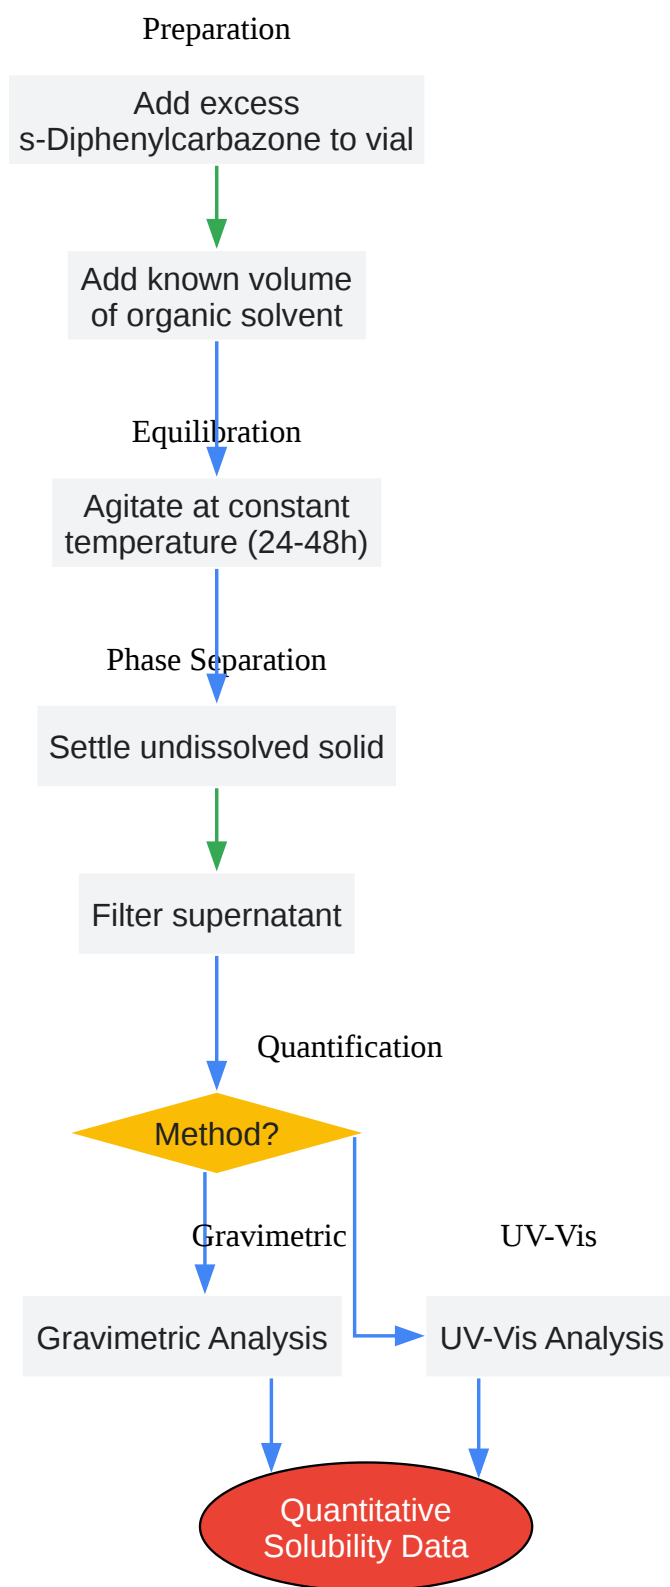 Preparation
Add excess
s-Diphenylcarbazone to vial
Add known volume
of organic solvent
Equilibration
Agitate at constant
temperature (24-48h)
Phase Separation
Settle undissolved solid
Filter supernatant
Quantification
Method?
Gravimetric
UV-Vis
Gravimetric Analysis
UV-Vis Analysis
Quantitative
Solubility Data